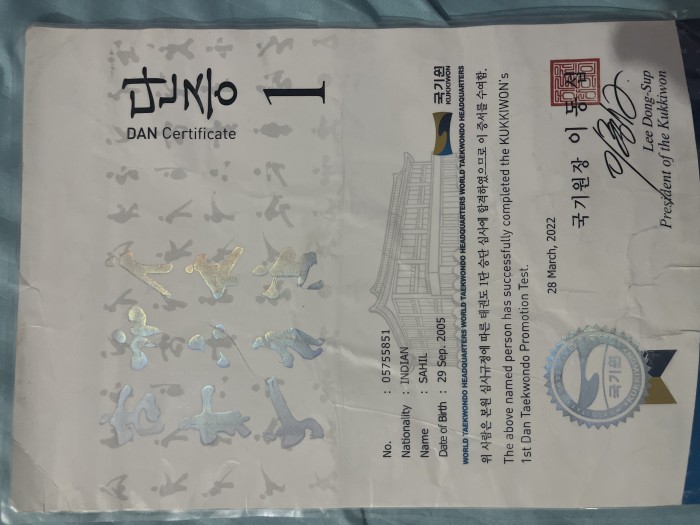 단증
DAN Certificate
1
국기원
KUKKIWON
No. : 05755851
Nationality : INDIAN
Name : SAHIL
Date of Birth : 29 Sep. 2005
WORLD TAEKWONDO HEADQUARTERS WORLD TAEKWONDO HEADQUARTERS WORLD TAEKWONDO HEADQUARTERS
위 사람은 본원 심사규정에 따른 태권도 1단 승단 심사에 합격하였으므로 이 증서를 수여함.
The above named person has successfully completed the KUKKIWON's
1st Dan Taekwondo Promotion Test.
28 March, 2022
국기원장 이 동 섭
Lee Dong-Sup
President of the Kukkiwon
국기원